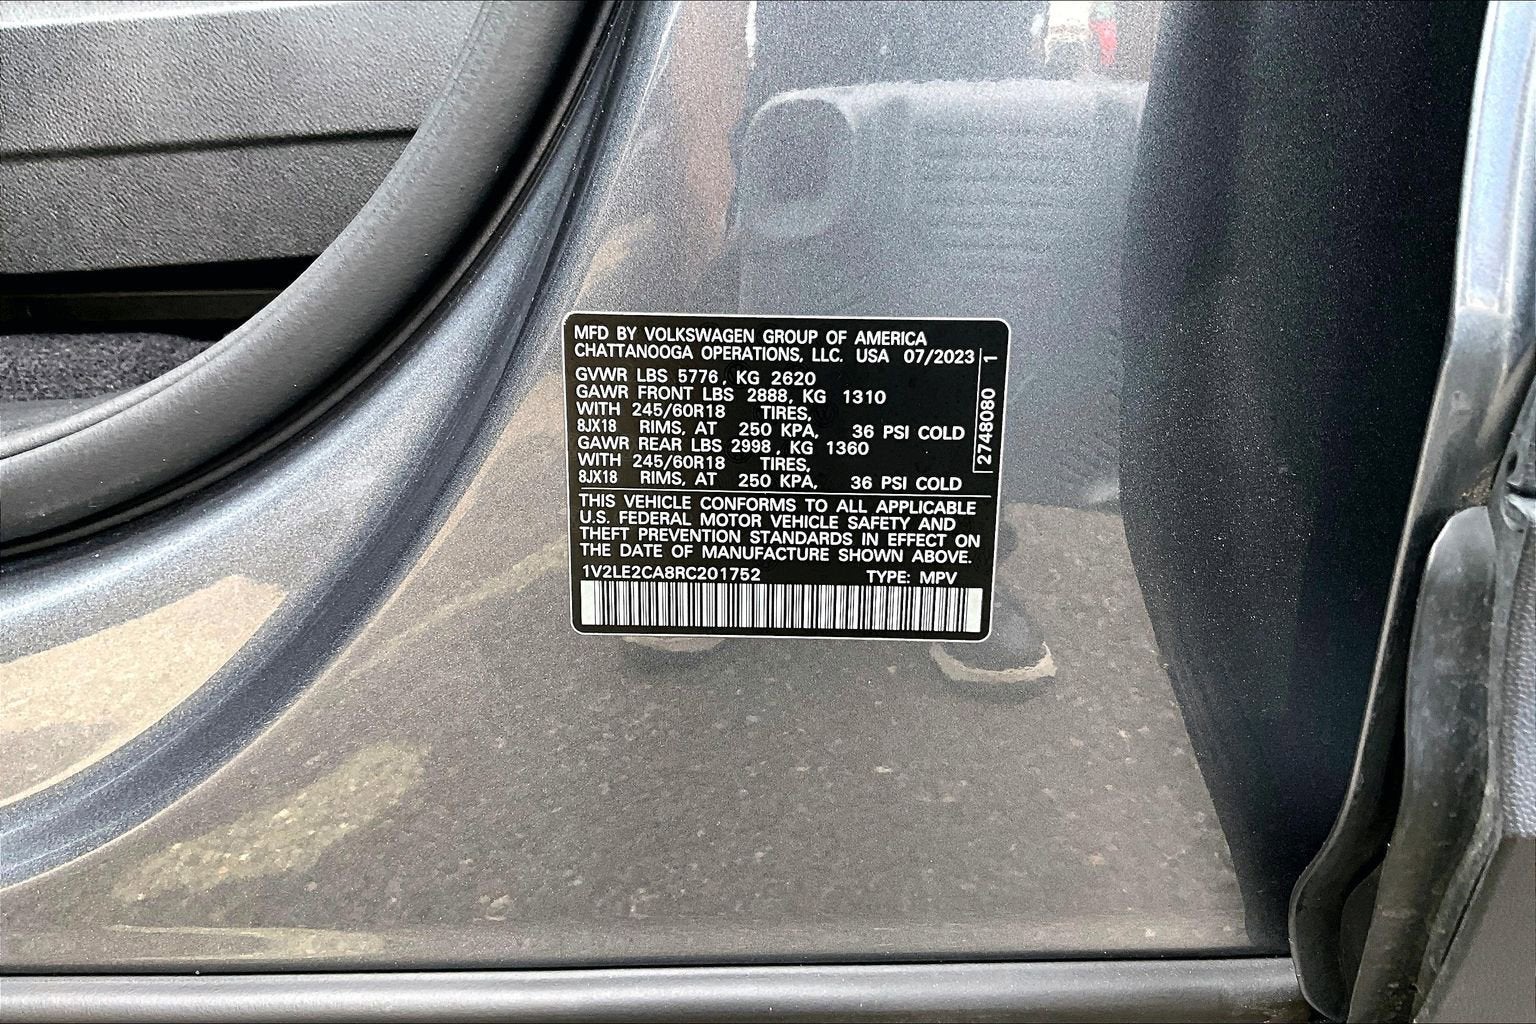 MFD BY VOLKSWAGEN GROUP OF AMERICA
CHATTANOOGA OPERATIONS, LLC. USA 07/2023
GVWR LBS 5776, KG 2620
GAWR FRONT LBS 2888, KG 1310
WITH 245/60R18 TIRES,
8JX18 RIMS, AT 250 KPA, 36 PSI COLD
GAWR REAR LBS 2998, KG 1360
WITH 245/60R18 TIRES,
8JX18 RIMS, AT 250 KPA, 36 PSI COLD
THIS VEHICLE CONFORMS TO ALL APPLICABLE
U.S. FEDERAL MOTOR VEHICLE SAFETY AND
THEFT PREVENTION STANDARDS IN EFFECT ON
THE DATE OF MANUFACTURE SHOWN ABOVE.
1V2LE2CA8RC201752 TYPE: MPV
2748080 1